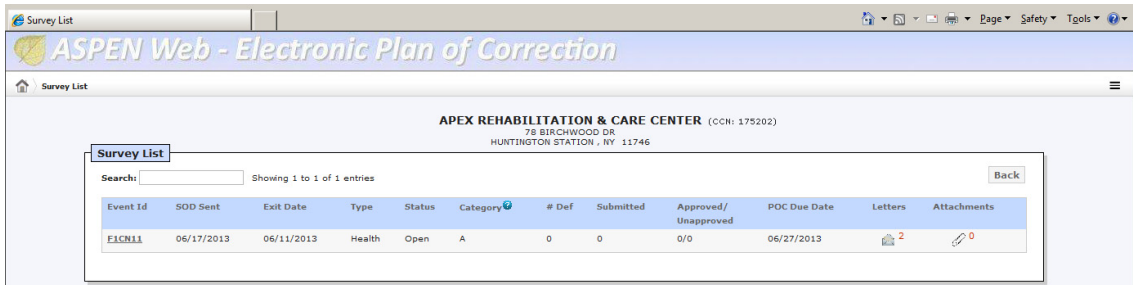 Survey List
Page Safety Tools
ASPEN Web - Electronic Plan of Correction
Survey List
APEX REHABILITATION & CARE CENTER (CCN: 175202)
78 BIRCHWOOD DR
HUNTINGTON STATION , NY 11746
Survey List
Search: Showing 1 to 1 of 1 entries Back
Event Id SOD Sent Exit Date Type Status Category # Def Submitted Approved/ Unapproved POC Due Date Letters Attachments
F1CN11 06/17/2013 06/11/2013 Health Open A 0 0 0/0 06/27/2013 2 0